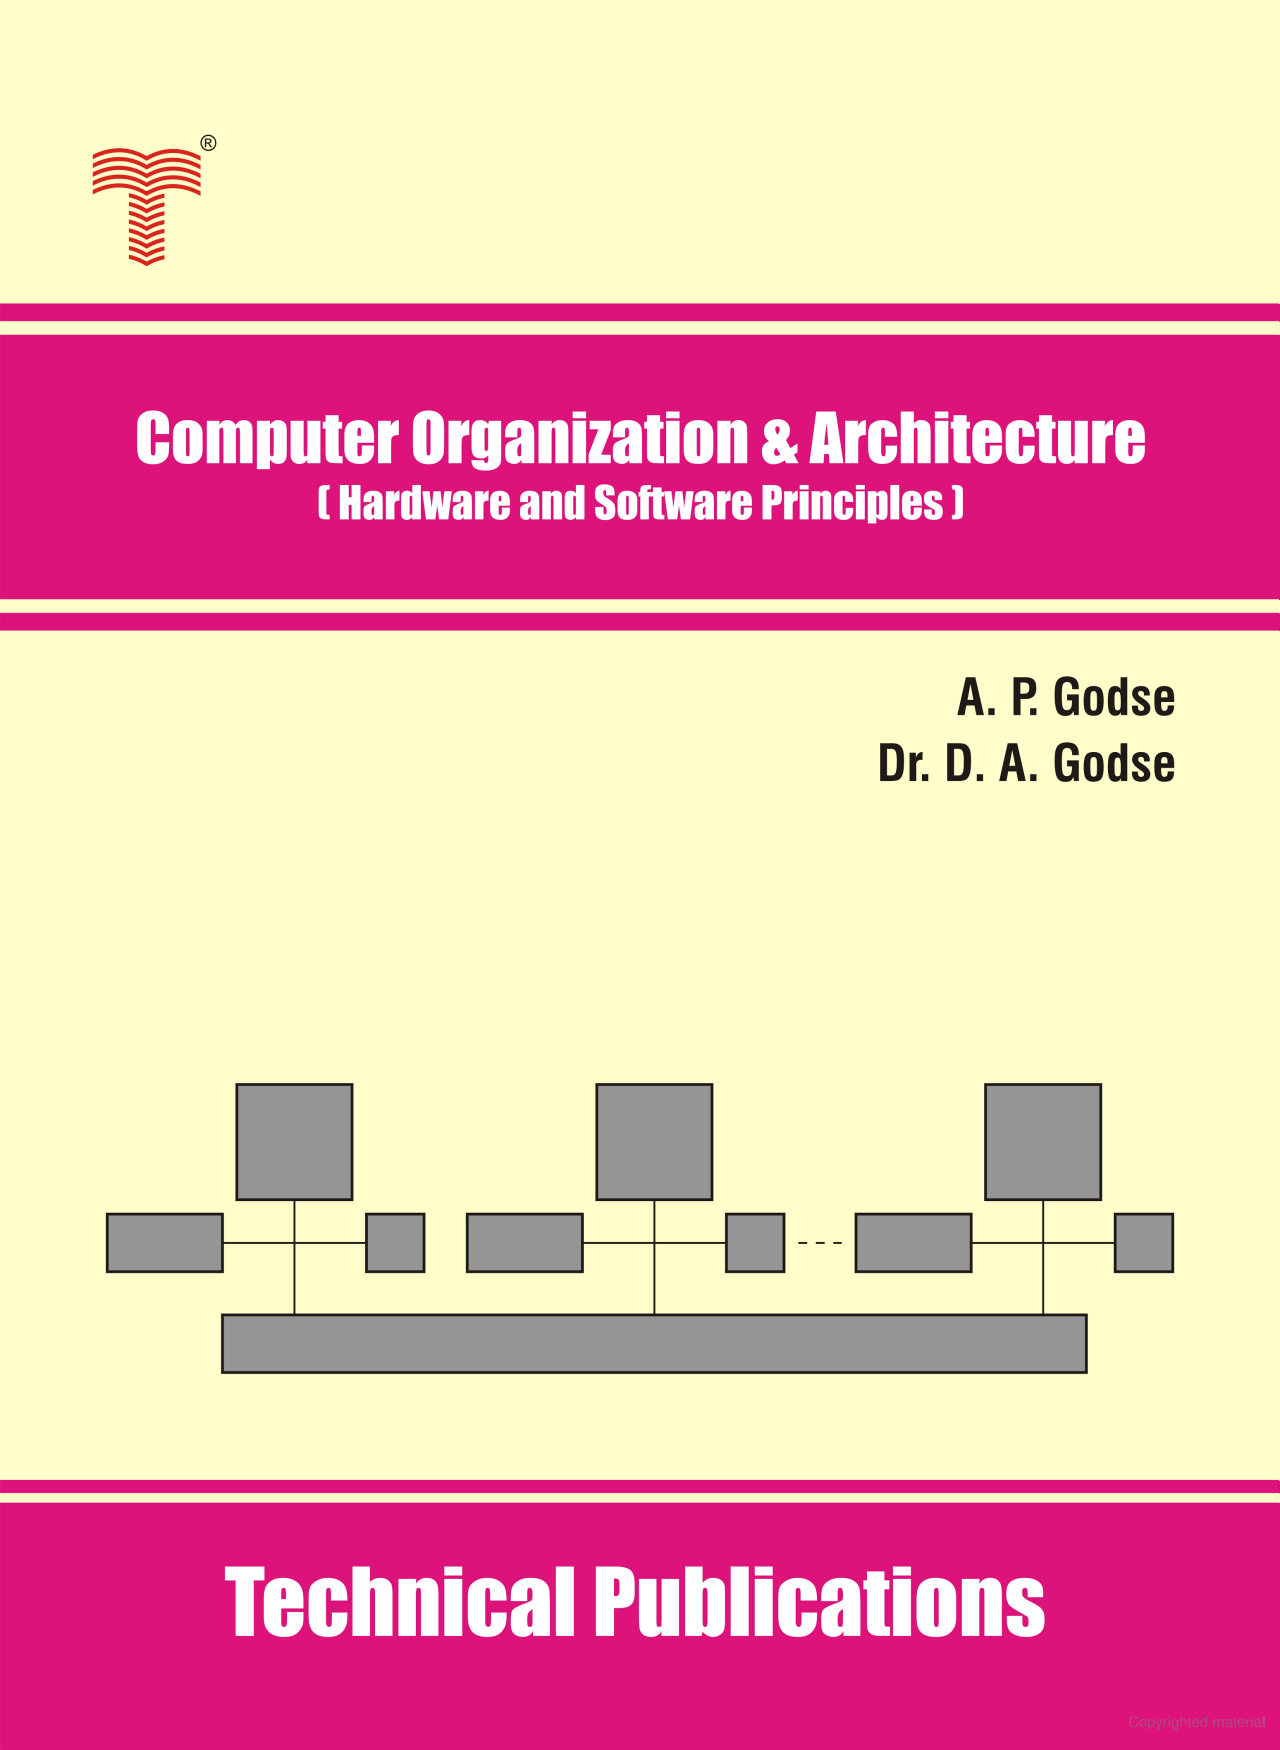 ®
Computer Organization & Architecture
( Hardware and Software Principles )
A. P. Godse
Dr. D. A. Godse
Technical Publications
Copyrighted material